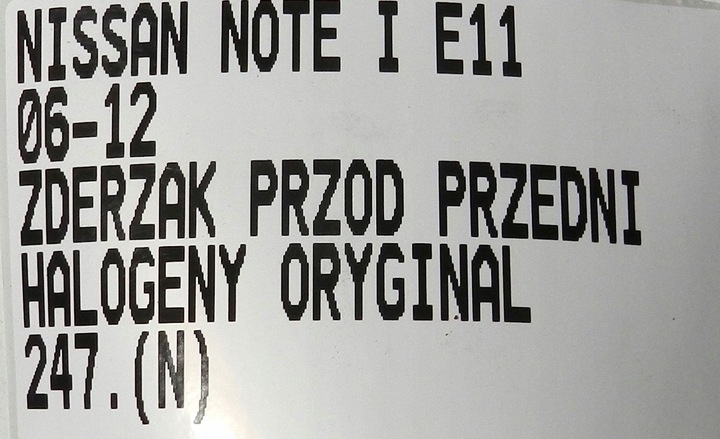 NISSAN NOTE I E11
06-12
ZDERZAK PRZOD PRZEDNI
HALOGENY ORYGINAL
247.(N)